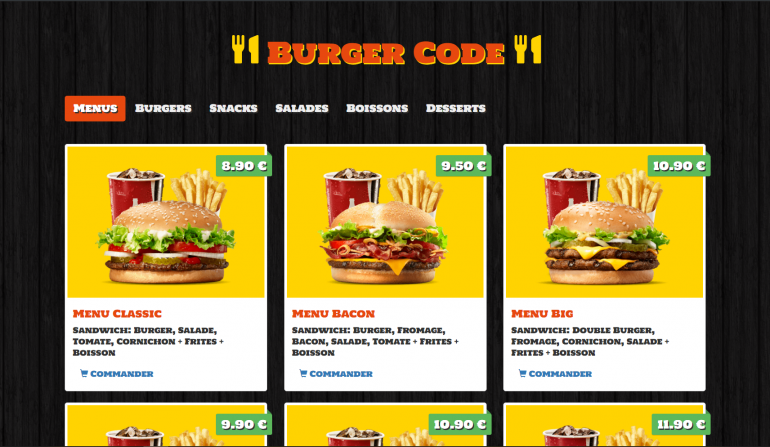 Burger Code
Menus Burgers Snacks Salades Boissons Desserts
8.90 €
9.50 €
10.90 €
Menu Classic
Sandwich: Burger, Salade,
Tomate, Cornichon + Frites +
Boisson
Commander
Menu Bacon
Sandwich: Burger, Fromage,
Bacon, Salade, Tomate + Frites +
Boisson
Commander
Menu Big
Sandwich: Double Burger,
Fromage, Cornichon, Salade +
Frites + Boisson
Commander
9.90 €
10.90 €
11.90 €